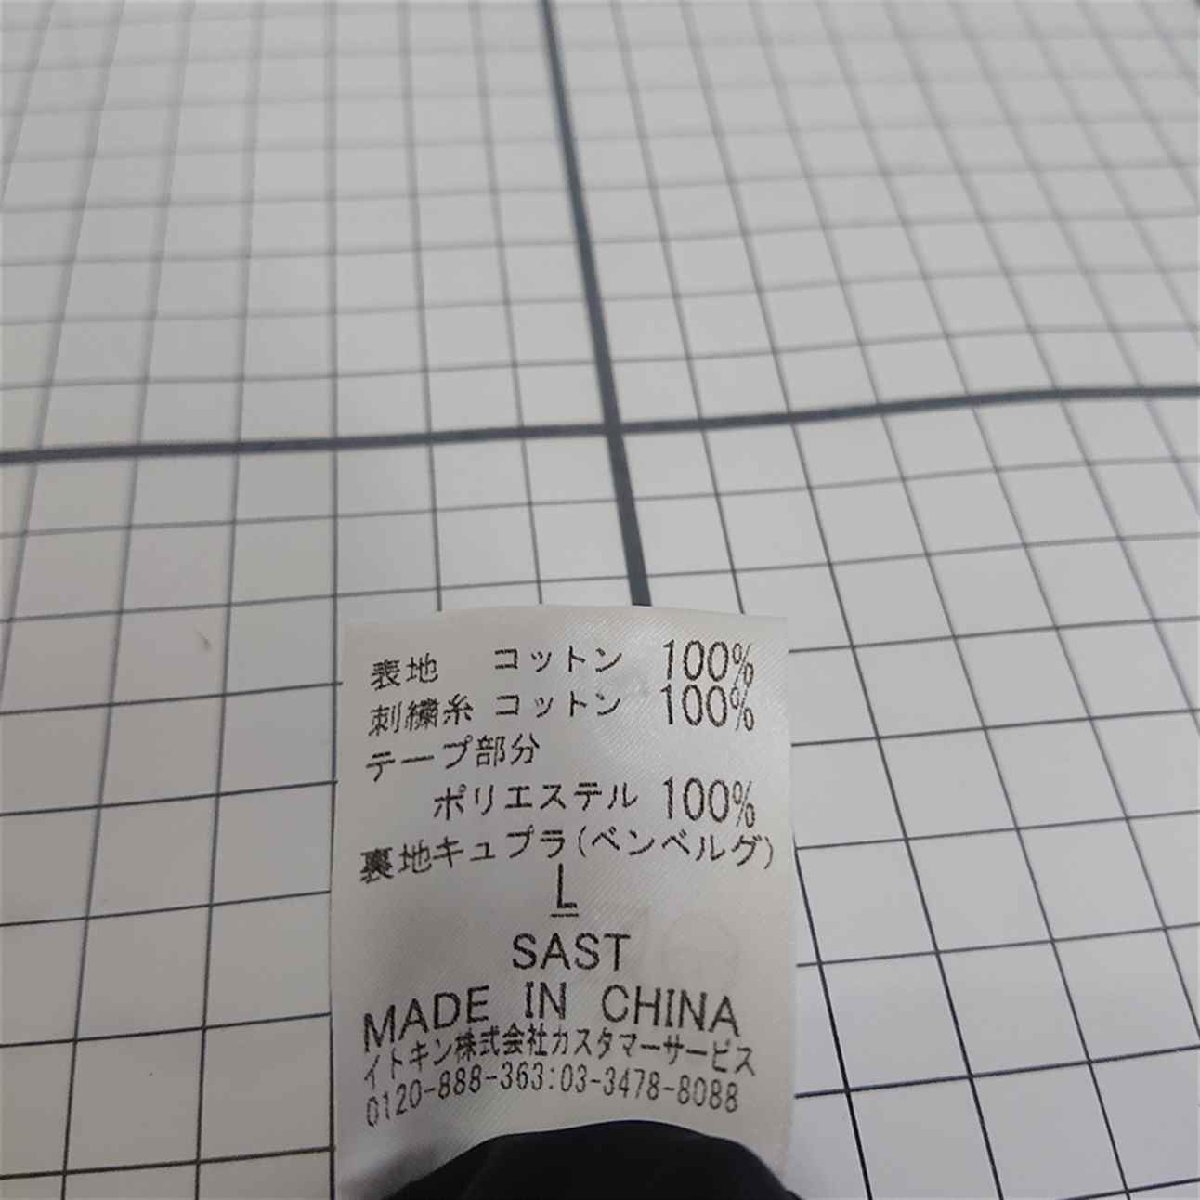 表地 コットン 100%
刺繍糸 コットン 100%
テープ部分
ポリエステル 100%
裏地キュプラ(ベンベルグ)
L
SAST
MADE IN CHINA
イトキン株式会社カスタマーサービス
0120-888-363:03-3478-8088